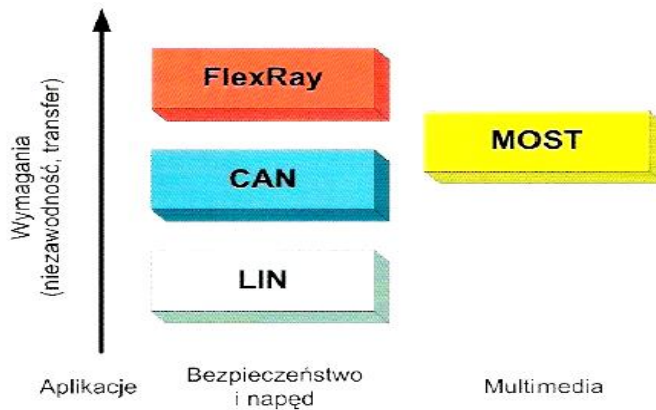 Wymagania
(niezawodność, transfer)
FlexRay
MOST
CAN
LIN
Aplikacje
Bezpieczeństwo
i napęd
Multimedia